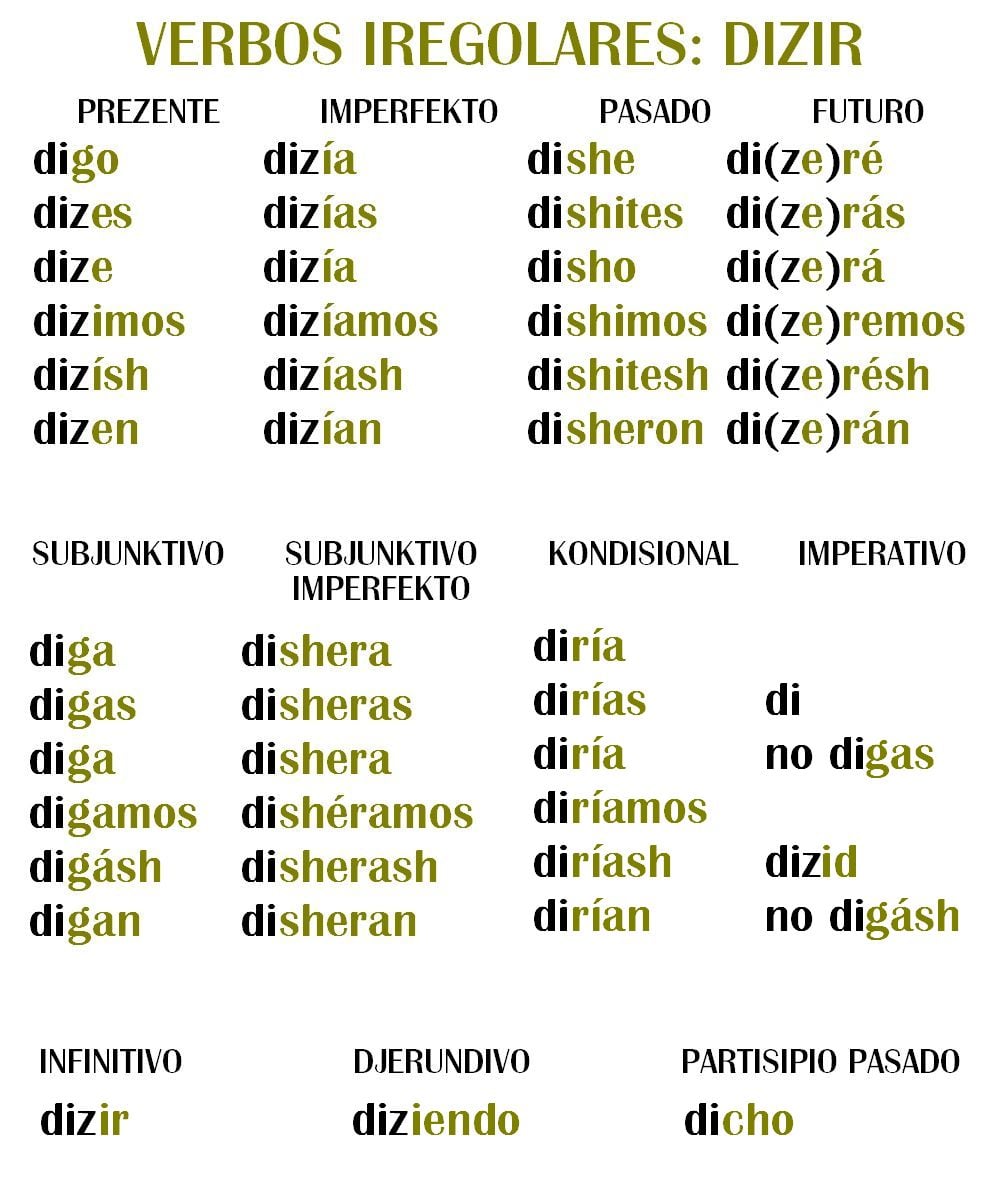 VERBOS IREGOLARES: DIZIR
PREZENTE IMPERFEKTO PASADO FUTURO
digo dizía dishe di(ze)ré
dizes dizías dishites di(ze)rás
dize dizía disho di(ze)rá
dizimos dizíamos dishimos di(ze)remos
dizísh dizíash dishitesh di(ze)résh
dizen dizían disheron di(ze)rán
SUBJUNKTIVO SUBJUNKTIVO KONDISIONAL IMPERATIVO
IMPERFEKTO
diga dishera diría
digas disheras dirías di
diga dishera diría no digas
digamos dishéramos diríamos
digásh disherash diríash dizid
digan disheran dirían no digásh
INFINITIVO DJERUNDIVO PARTISIPIO PASADO
dizir diziendo dicho